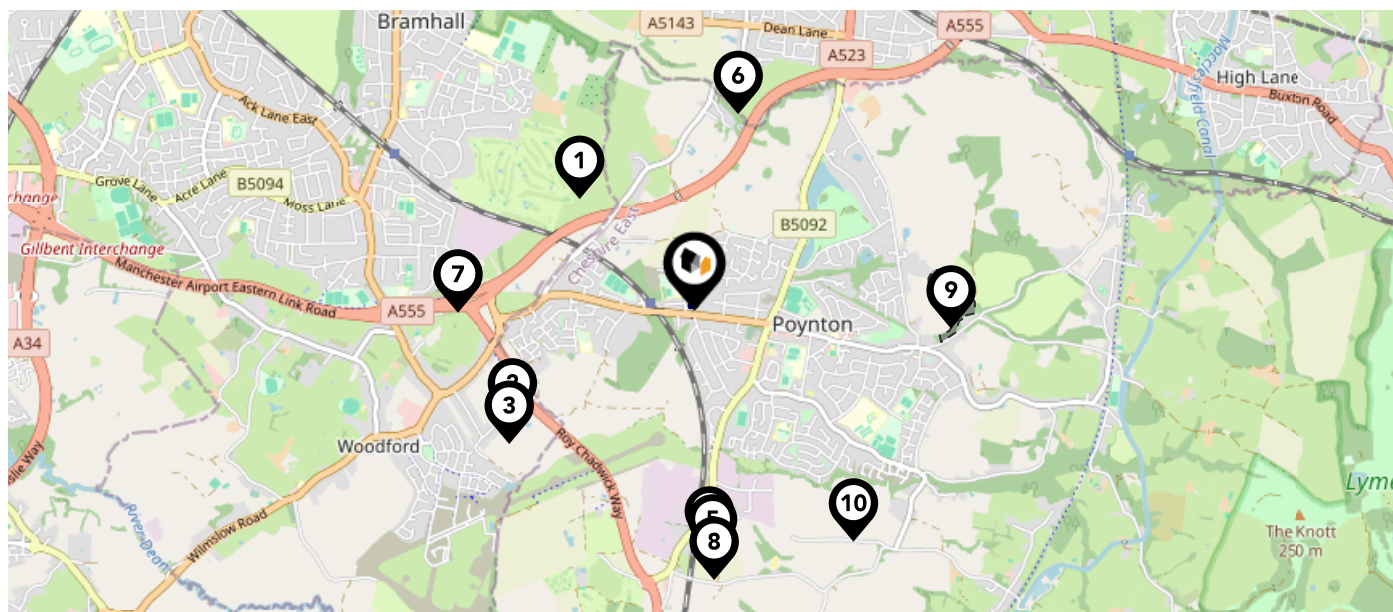 Bramhall
A5143
Dean Lane
A555
A523
6
High Lane
Buxton Road
Macclesfield Canal
Ack Lane East
1
Grove Lane
Acre Lane
B5094
Moss Lane
Gillbent Interchange
Cheshire East
B5092
Manchester Airport Eastern Link Road
7
A555
9
Poynton
A34
2
3
Woodford
Roy Chadwick Way
10
5
8
River Dean
Wilmslow Road
The Knott
250 m